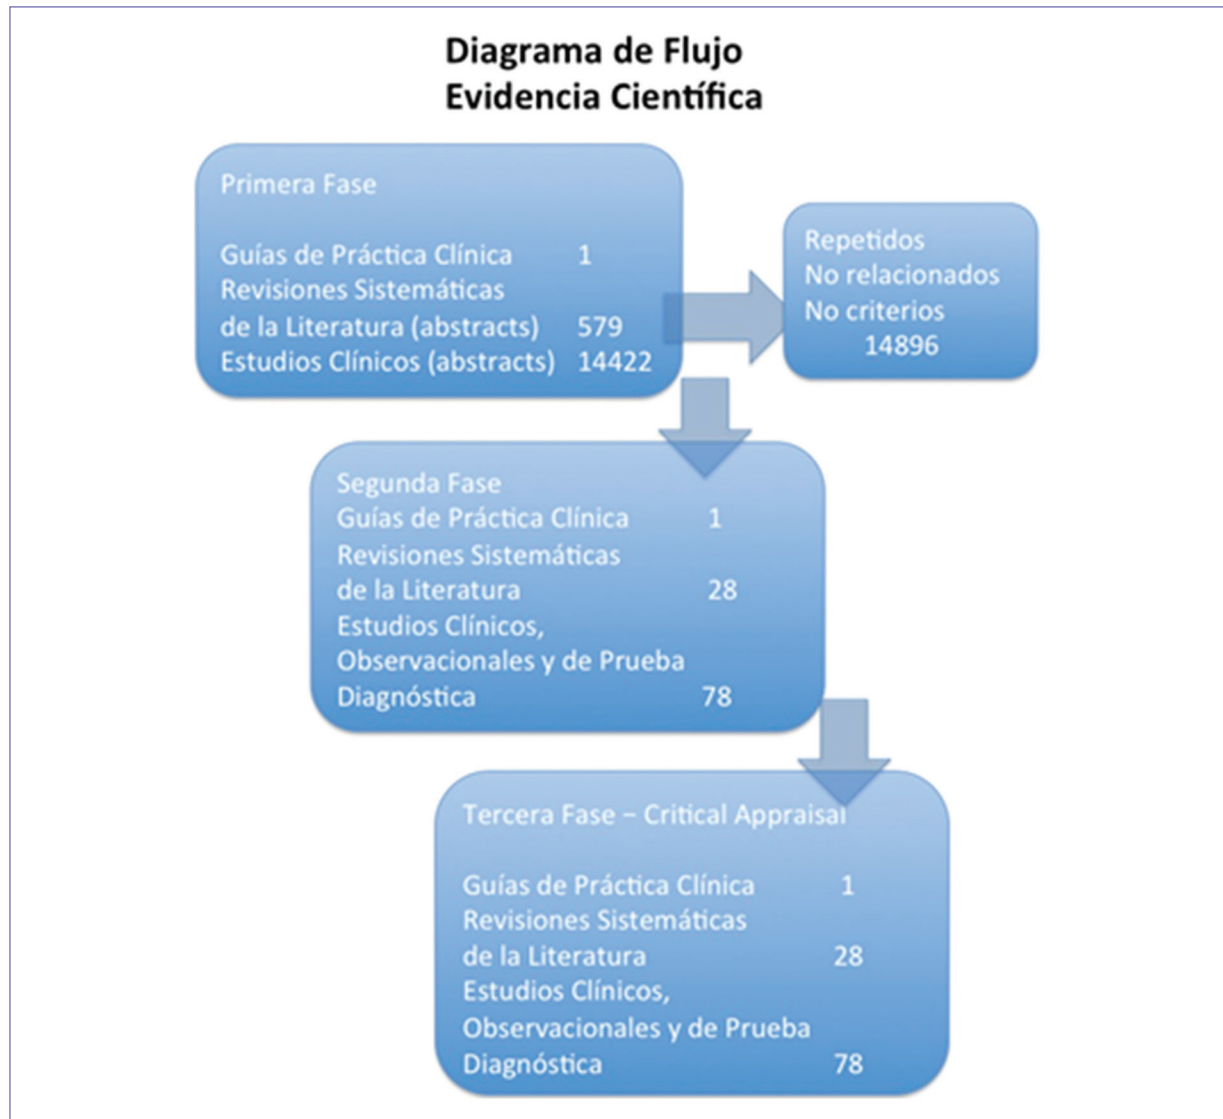 Diagrama de Flujo
Evidencia Científica
Primera Fase
Guías de Práctica Clínica 1
Revisiones Sistemáticas
de la Literatura (abstracts) 579
Estudios Clínicos (abstracts) 14422
Repetidos
No relacionados
No criterios
14896
Segunda Fase
Guías de Práctica Clínica 1
Revisiones Sistemáticas
de la Literatura 28
Estudios Clínicos,
Observacionales y de Prueba
Diagnóstica 78
Tercera Fase – Critical Appraisal
Guías de Práctica Clínica 1
Revisiones Sistemáticas
de la Literatura 28
Estudios Clínicos,
Observacionales y de Prueba
Diagnóstica 78